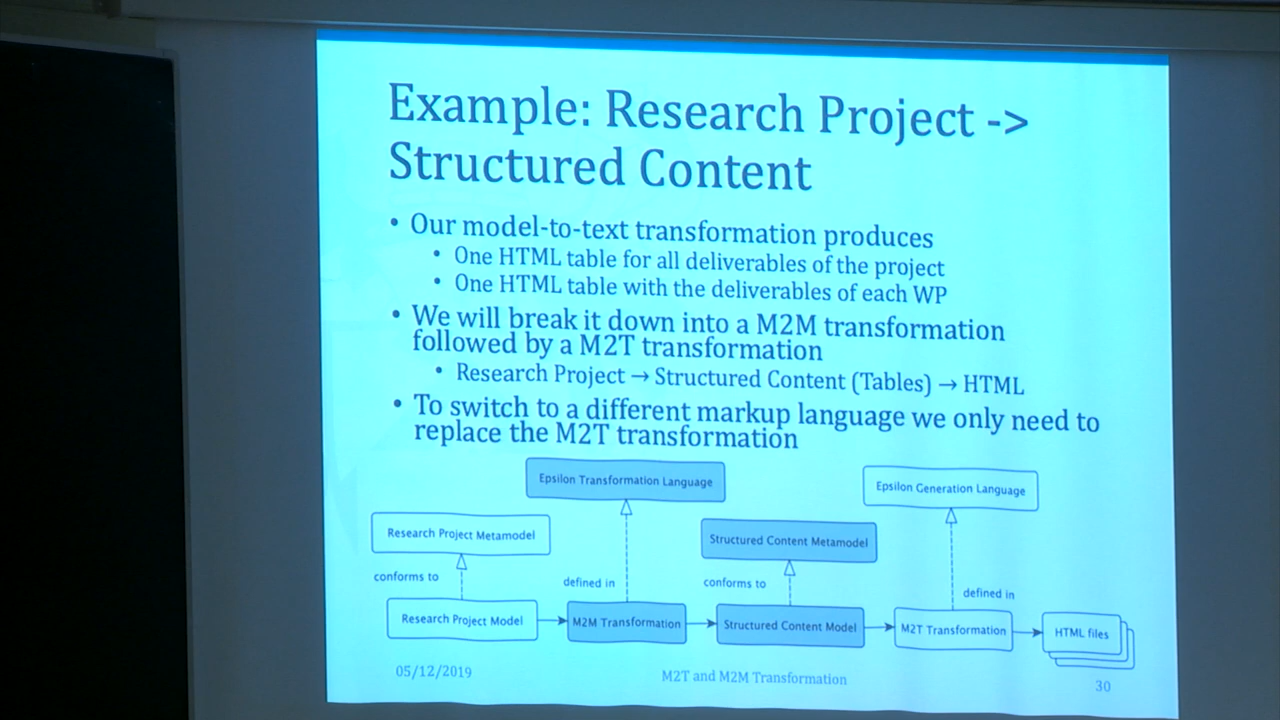 Example: Research Project ->
Structured Content
• Our model-to-text transformation produces
• One HTML table for all deliverables of the project
• One HTML table with the deliverables of each WP
• We will break it down into a M2M transformation
followed by a M2T transformation
• Research Project → Structured Content (Tables) → HTML
• To switch to a different markup language we only need to
replace the M2T transformation
Epsilon Transformation Language
Epsilon Generation Language
Research Project Metamodel
Structured Content Metamodel
conforms to
defined in
conforms to
defined in
Research Project Model
M2M Transformation
Structured Content Model
M2T Transformation
HTML files
05/12/2019
M2T and M2M Transformation
30